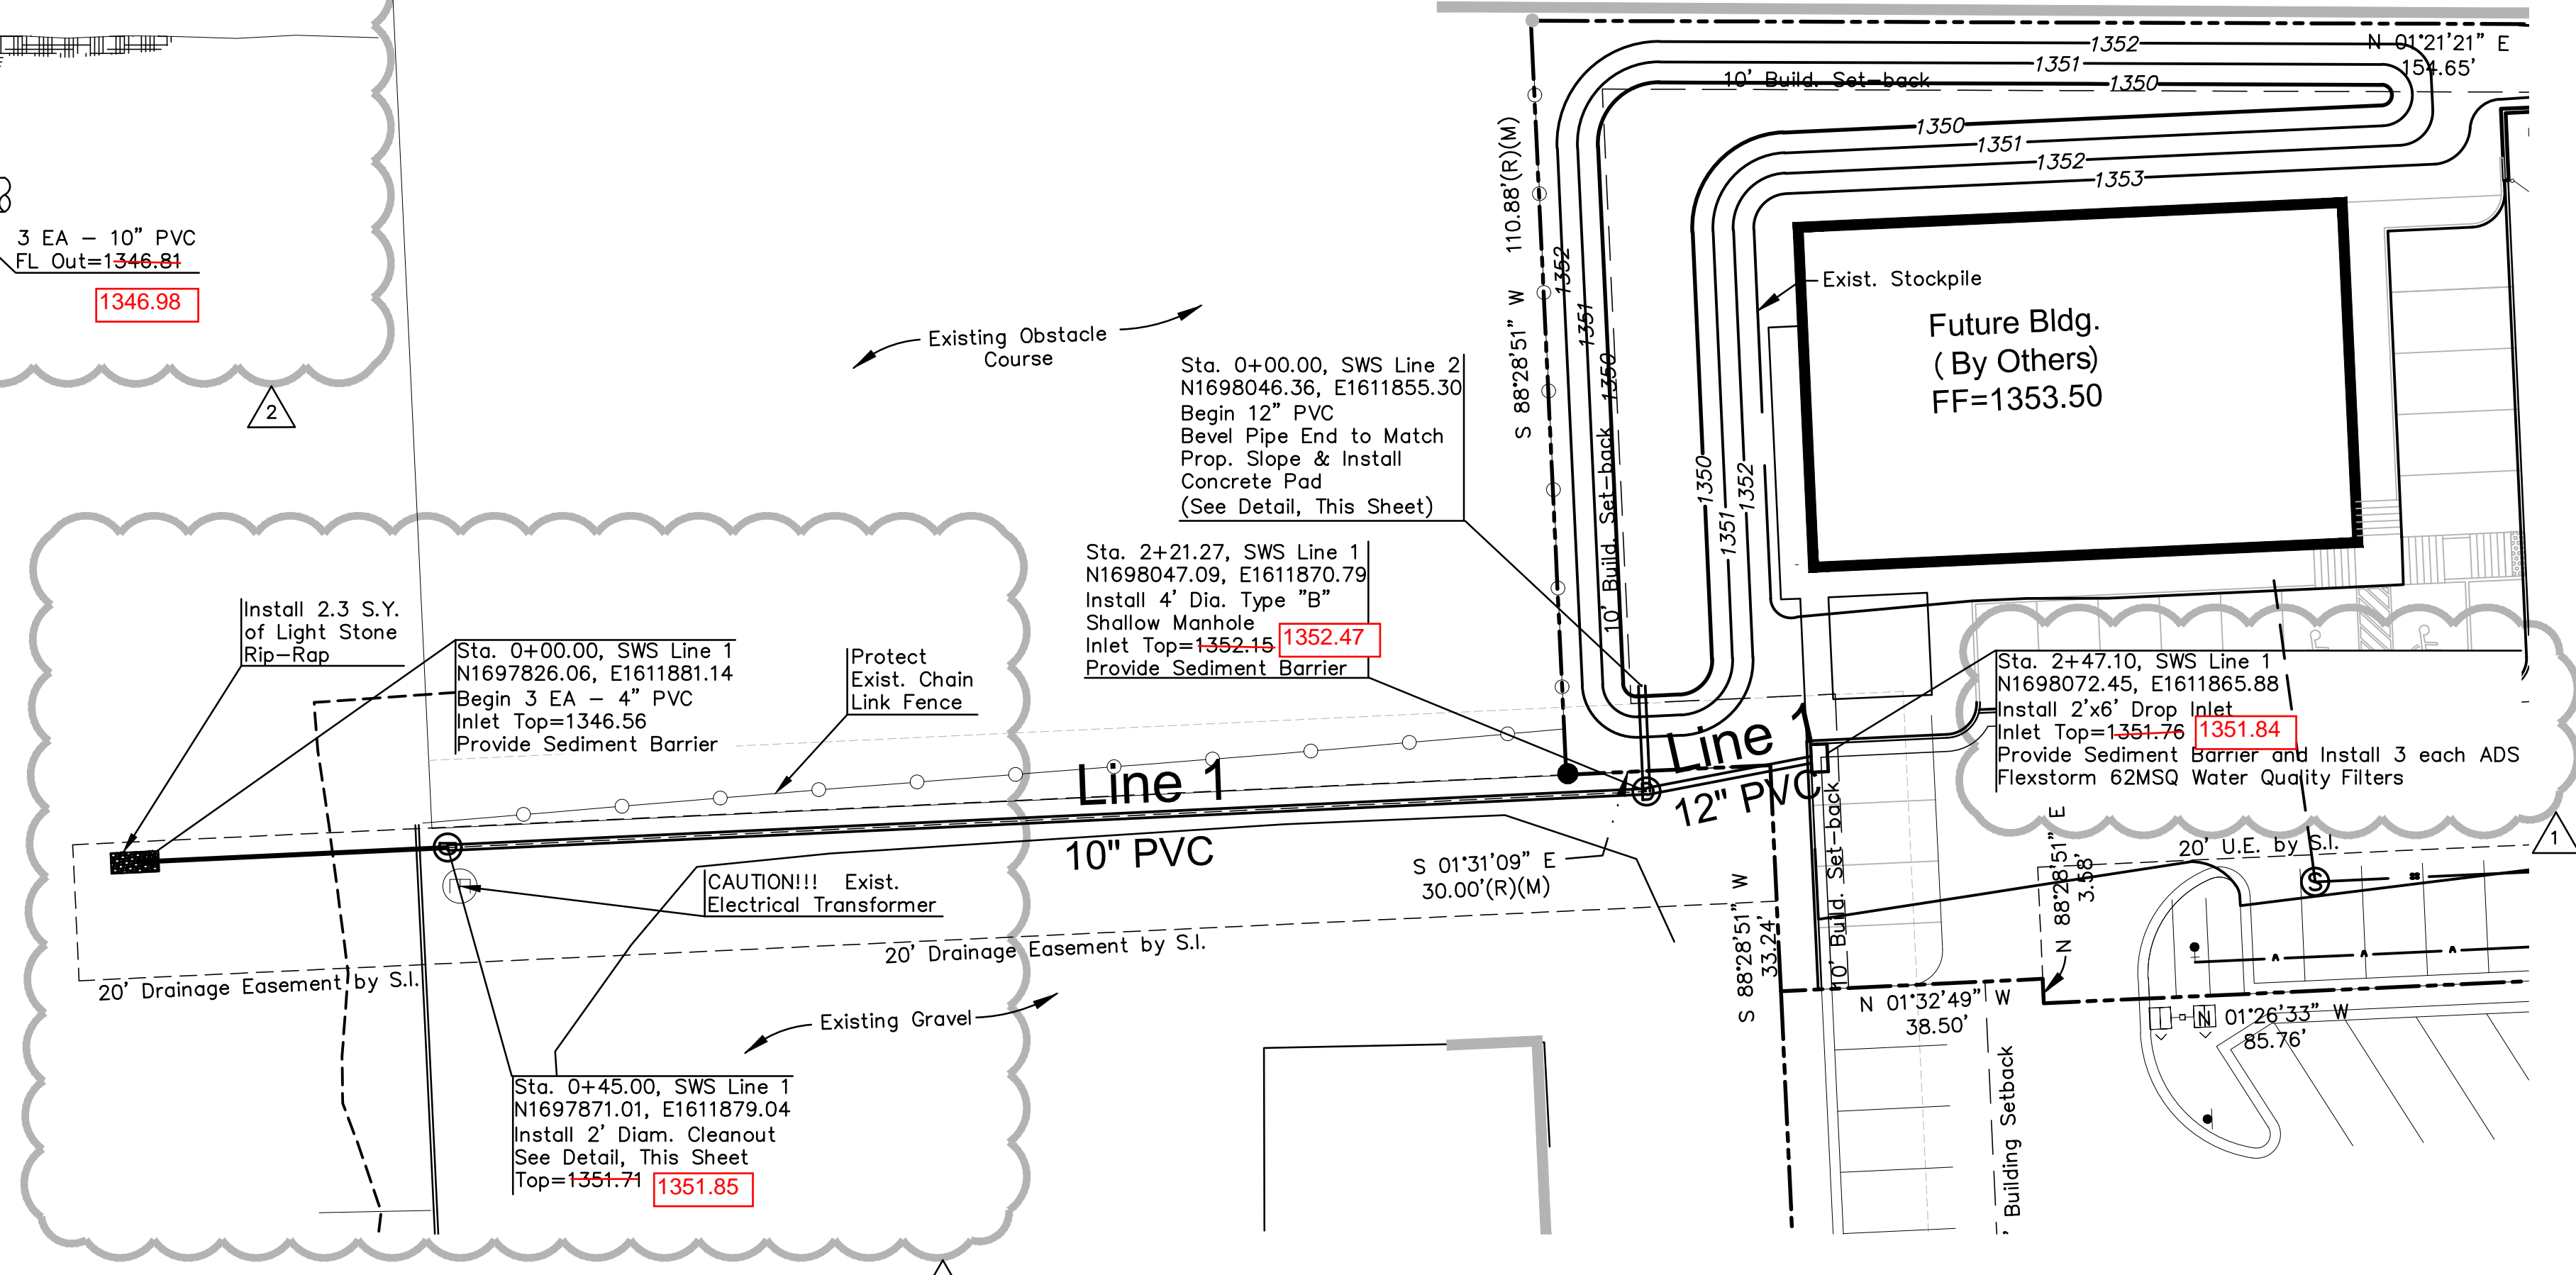 3 EA – 10" PVC
FL Out=1346.81
1346.98
2
Existing Obstacle
Course
Sta. 0+00.00, SWS Line 2
N1698046.36, E1611855.30
Begin 12" PVC
Bevel Pipe End to Match
Prop. Slope & Install
Concrete Pad
(See Detail, This Sheet)
Sta. 2+21.27, SWS Line 1
N1698047.09, E1611870.79
Install 4' Dia. Type "B"
Shallow Manhole
Inlet Top=1352.15
1352.47
Provide Sediment Barrier
S 88°28'51" W 110.88'(R)(M)
1352
1351
1350
10' Build. Set-back
N 01°21'21" E
154.65'
1350
1351
1352
1353
1352
1351
1350
10' Build. Set-back
1350
1351
1352
Exist. Stockpile
Future Bldg.
(By Others)
FF=1353.50
Install 2.3 S.Y.
of Light Stone
Rip-Rap
Sta. 0+00.00, SWS Line 1
N1697826.06, E1611881.14
Begin 3 EA – 4" PVC
Inlet Top=1346.56
Provide Sediment Barrier
Protect
Exist. Chain
Link Fence
Sta. 2+47.10, SWS Line 1
N1698072.45, E1611865.88
Install 2'x6' Drop Inlet
Inlet Top=1351.76
1351.84
Provide Sediment Barrier and Install 3 each ADS
Flexstorm 62MSQ Water Quality Filters
1
Line 1
10" PVC
Line 1
12" PVC
D
D
S
CAUTION!!! Exist.
Electrical Transformer
S 01°31'09" E
30.00'(R)(M)
20' Drainage Easement by S.I.
20' Drainage Easement by S.I.
Existing Gravel
Sta. 0+45.00, SWS Line 1
N1697871.01, E1611879.04
Install 2' Diam. Cleanout
See Detail, This Sheet
Top=1351.71
1351.85
S 88°28'51" W
33.24'
10' Build. Set-back
20' U.E. by S.I.
N 88°28'51" E
3.58'
N 01°32'49" W
38.50'
N 01°26'33" W
85.76'
' Building Setback